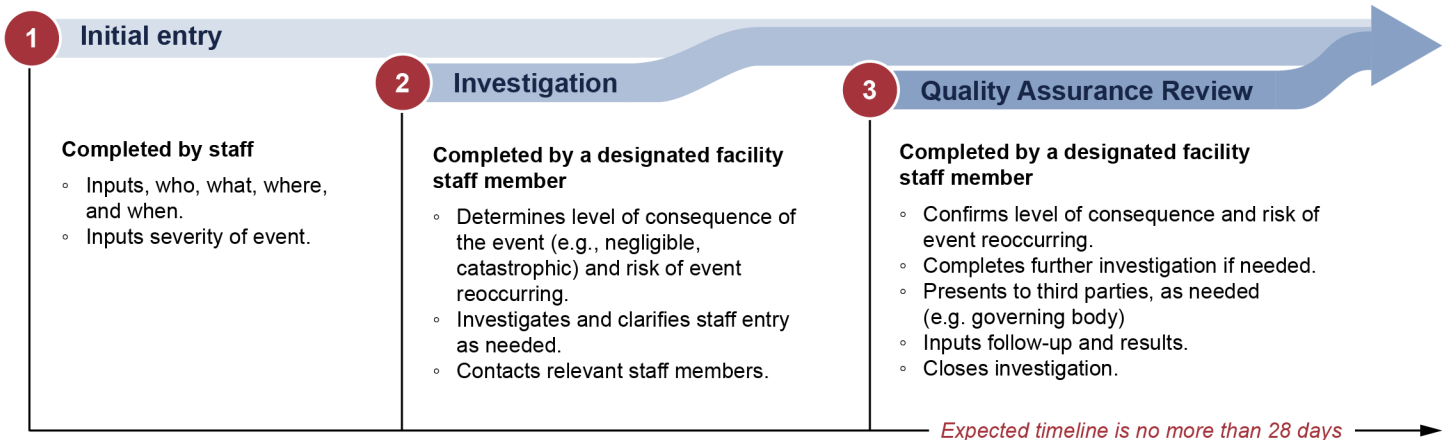 1 Initial entry
Completed by staff
◦ Inputs, who, what, where,
and when.
◦ Inputs severity of event.
2 Investigation
Completed by a designated facility
staff member
◦ Determines level of consequence of
the event (e.g., negligible,
catastrophic) and risk of event
reoccurring.
◦ Investigates and clarifies staff entry
as needed.
◦ Contacts relevant staff members.
3 Quality Assurance Review
Completed by a designated facility
staff member
◦ Confirms level of consequence and risk of
event reoccurring.
◦ Completes further investigation if needed.
◦ Presents to third parties, as needed
(e.g. governing body)
◦ Inputs follow-up and results.
◦ Closes investigation.
Expected timeline is no more than 28 days